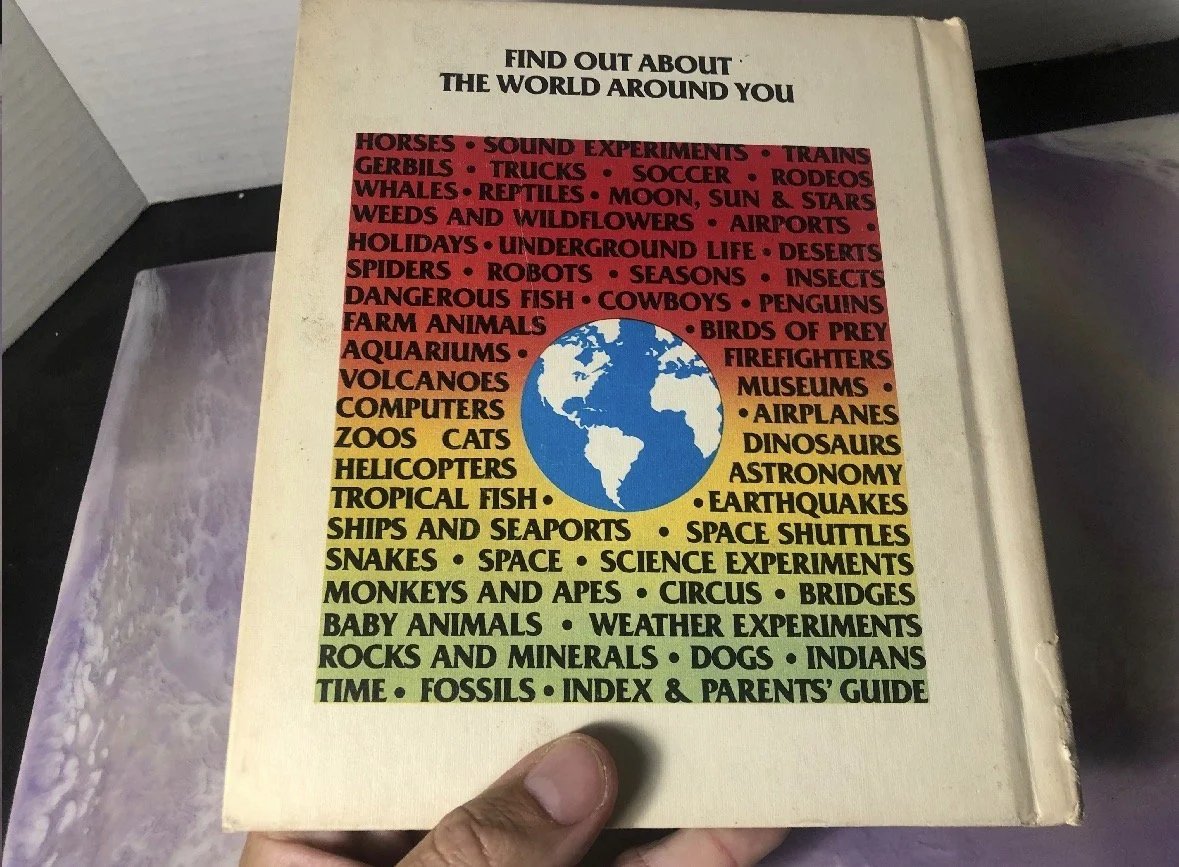 FIND OUT ABOUT
THE WORLD AROUND YOU
HORSES • SOUND EXPERIMENTS • TRAINS
GERBILS • TRUCKS • SOCCER • RODEOS
WHALES • REPTILES • MOON, SUN & STARS
WEEDS AND WILDFLOWERS • AIRPORTS •
HOLIDAYS • UNDERGROUND LIFE • DESERTS
SPIDERS • ROBOTS • SEASONS • INSECTS
DANGEROUS FISH • COWBOYS • PENGUINS
FARM ANIMALS • BIRDS OF PREY
AQUARIUMS • FIREFIGHTERS
VOLCANOES MUSEUMS •
COMPUTERS • AIRPLANES
ZOOS CATS DINOSAURS
HELICOPTERS ASTRONOMY
TROPICAL FISH • • EARTHQUAKES
SHIPS AND SEAPORTS • SPACE SHUTTLES
SNAKES • SPACE • SCIENCE EXPERIMENTS
MONKEYS AND APES • CIRCUS • BRIDGES
BABY ANIMALS • WEATHER EXPERIMENTS
ROCKS AND MINERALS • DOGS • INDIANS
TIME • FOSSILS • INDEX & PARENTS' GUIDE